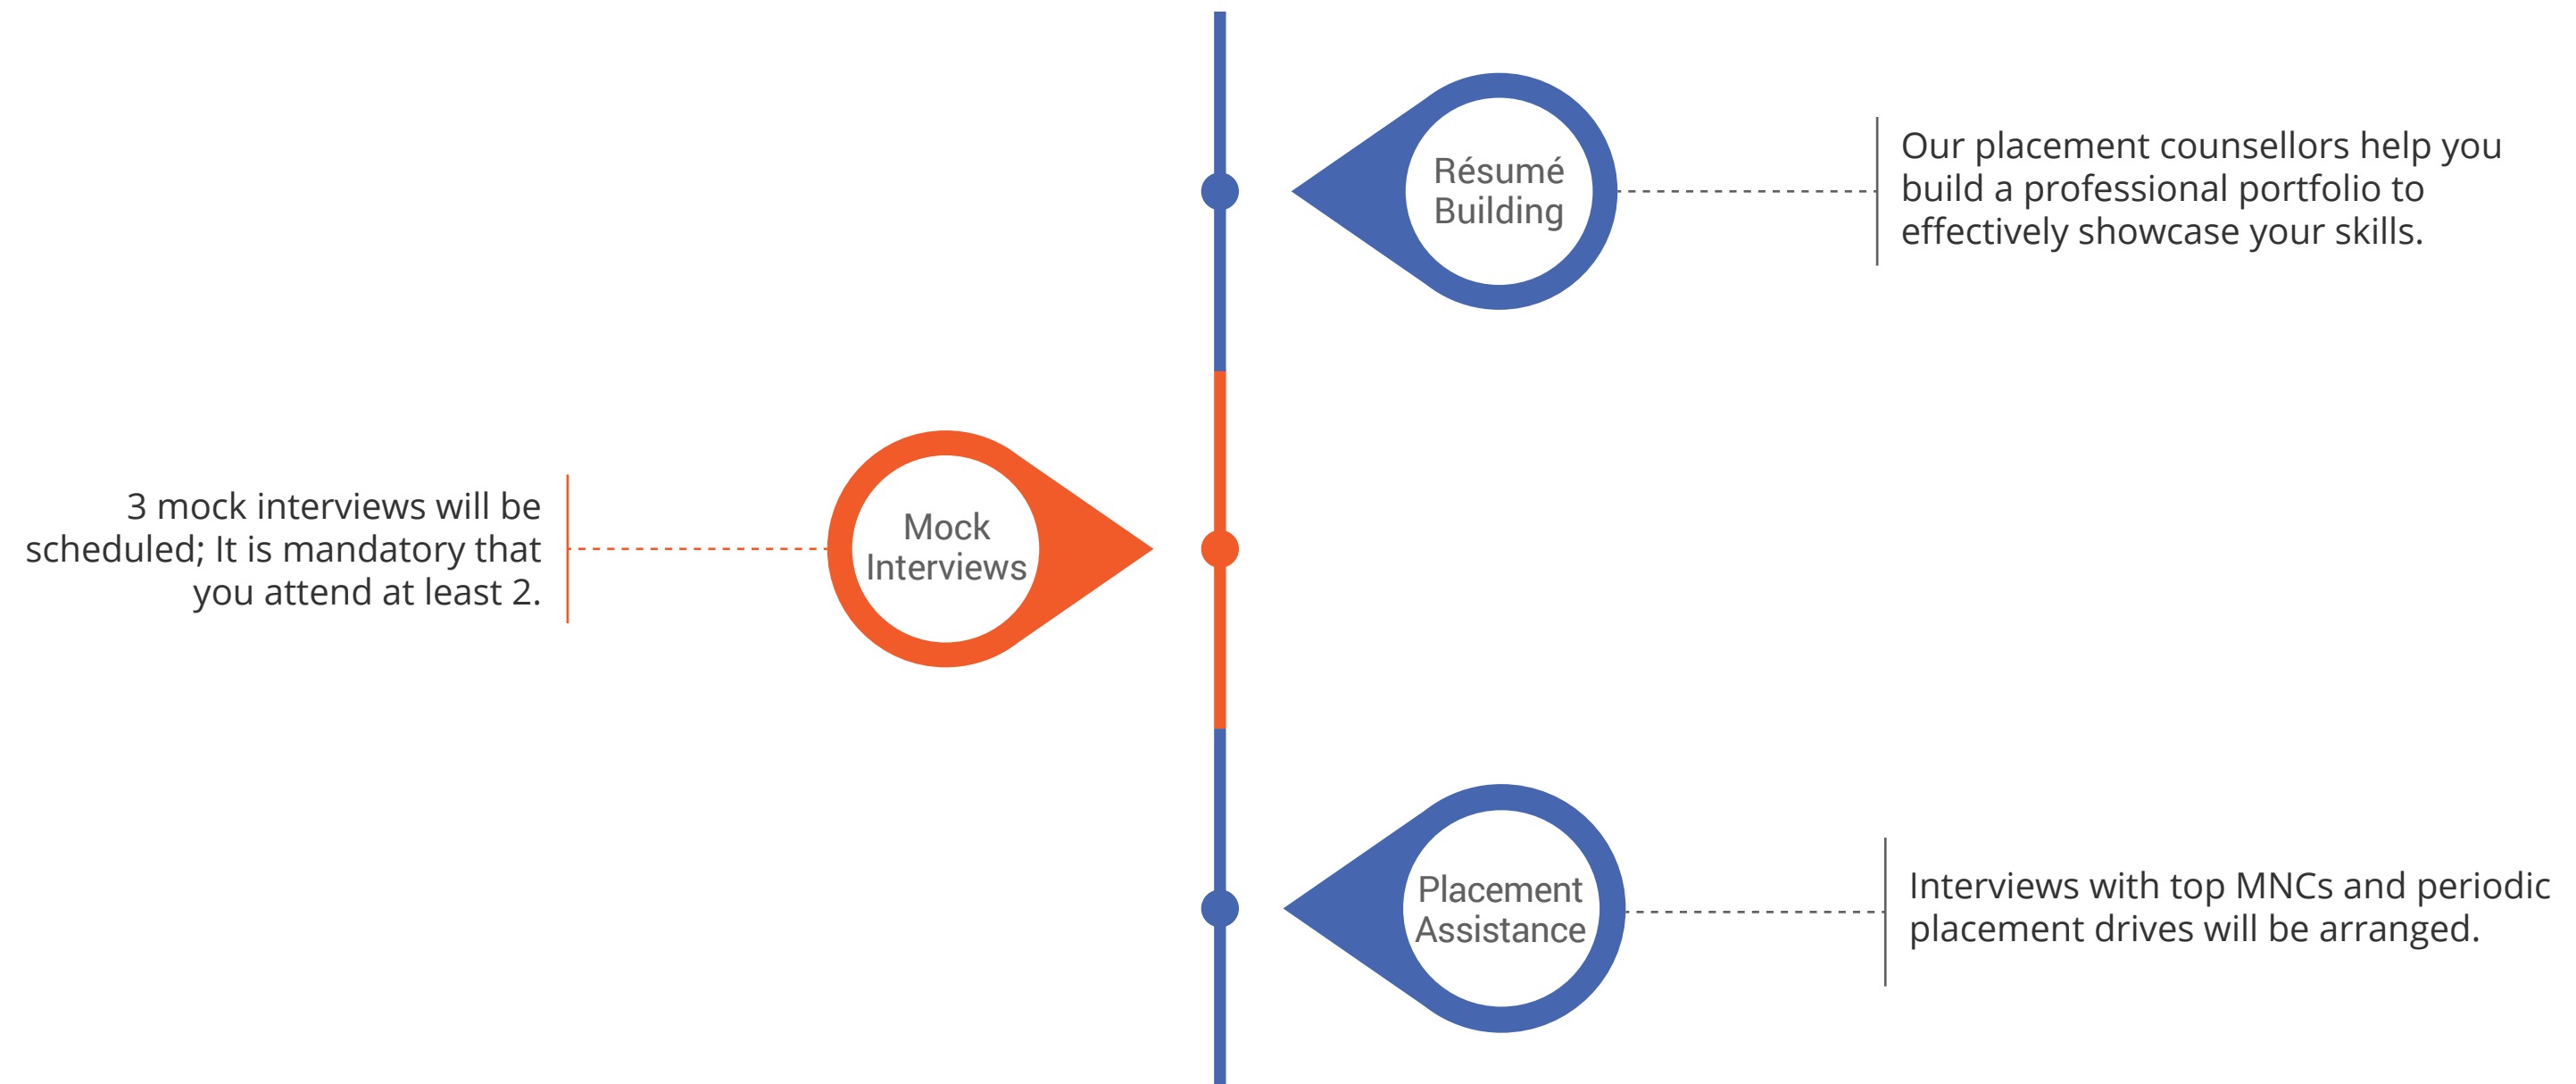 Résumé
Building
Our placement counsellors help you
build a professional portfolio to
effectively showcase your skills.
Mock
Interviews
3 mock interviews will be
scheduled; It is mandatory that
you attend at least 2.
Placement
Assistance
Interviews with top MNCs and periodic
placement drives will be arranged.